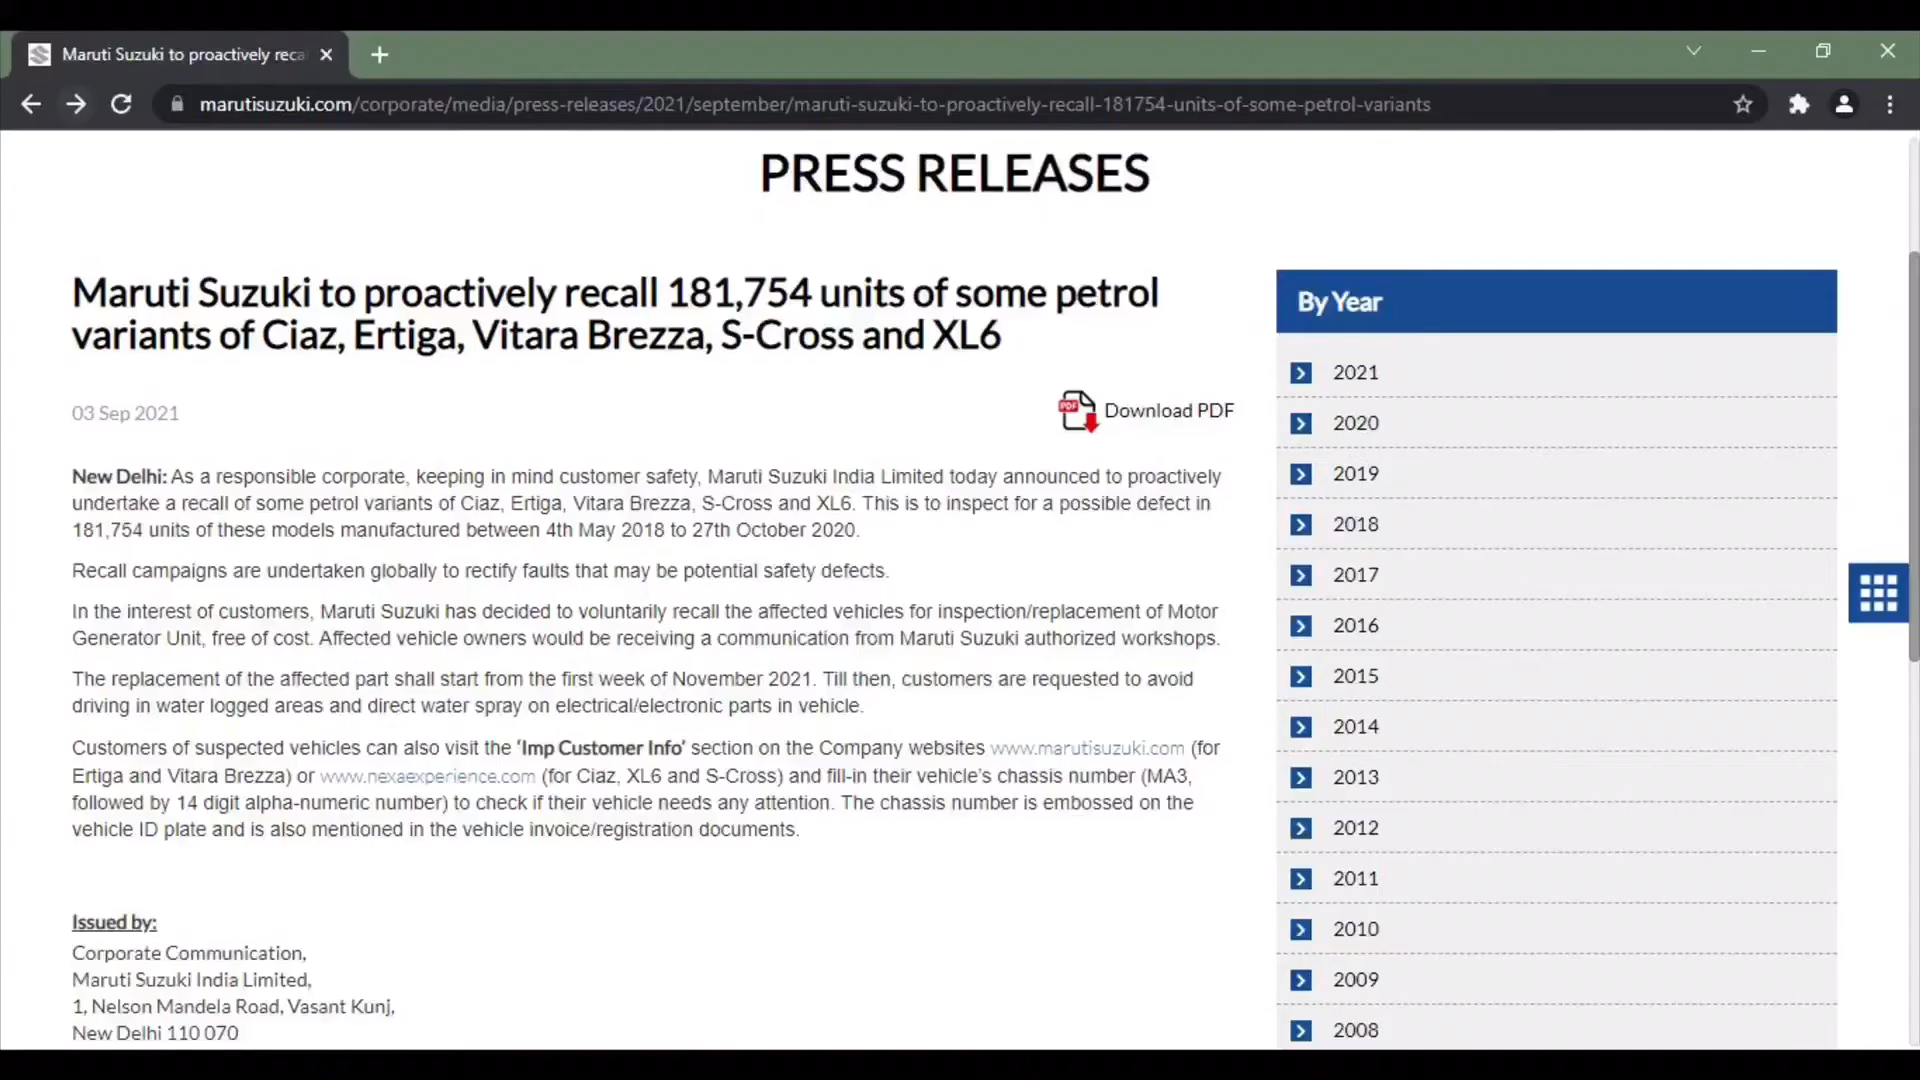 Maruti Suzuki to proactively reca
marutisuzuki.com/corporate/media/press-releases/2021/september/maruti-suzuki-to-proactively-recall-181754-units-of-some-petrol-variants
PRESS RELEASES
Maruti Suzuki to proactively recall 181,754 units of some petrol
variants of Ciaz, Ertiga, Vitara Brezza, S-Cross and XL6
03 Sep 2021
PDF
Download PDF
New Delhi: As a responsible corporate, keeping in mind customer safety, Maruti Suzuki India Limited today announced to proactively
undertake a recall of some petrol variants of Ciaz, Ertiga, Vitara Brezza, S-Cross and XL6. This is to inspect for a possible defect in
181,754 units of these models manufactured between 4th May 2018 to 27th October 2020.
Recall campaigns are undertaken globally to rectify faults that may be potential safety defects.
In the interest of customers, Maruti Suzuki has decided to voluntarily recall the affected vehicles for inspection/replacement of Motor
Generator Unit, free of cost. Affected vehicle owners would be receiving a communication from Maruti Suzuki authorized workshops.
The replacement of the affected part shall start from the first week of November 2021. Till then, customers are requested to avoid
driving in water logged areas and direct water spray on electrical/electronic parts in vehicle.
Customers of suspected vehicles can also visit the 'Imp Customer Info' section on the Company websites www.marutisuzuki.com (for
Ertiga and Vitara Brezza) or www.nexaexperience.com (for Ciaz, XL6 and S-Cross) and fill-in their vehicle's chassis number (MA3,
followed by 14 digit alpha-numeric number) to check if their vehicle needs any attention. The chassis number is embossed on the
vehicle ID plate and is also mentioned in the vehicle invoice/registration documents.
Issued by:
Corporate Communication,
Maruti Suzuki India Limited,
1, Nelson Mandela Road, Vasant Kunj,
New Delhi 110 070
By Year
2021
2020
2019
2018
2017
2016
2015
2014
2013
2012
2011
2010
2009
2008